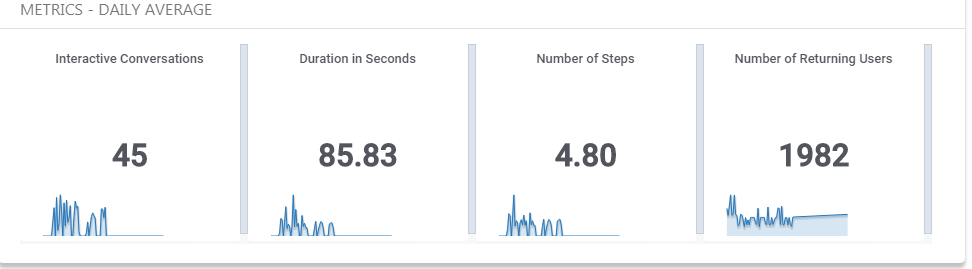 METRICS - DAILY AVERAGE
Interactive Conversations
45
Duration in Seconds
85.83
Number of Steps
4.80
Number of Returning Users
1982